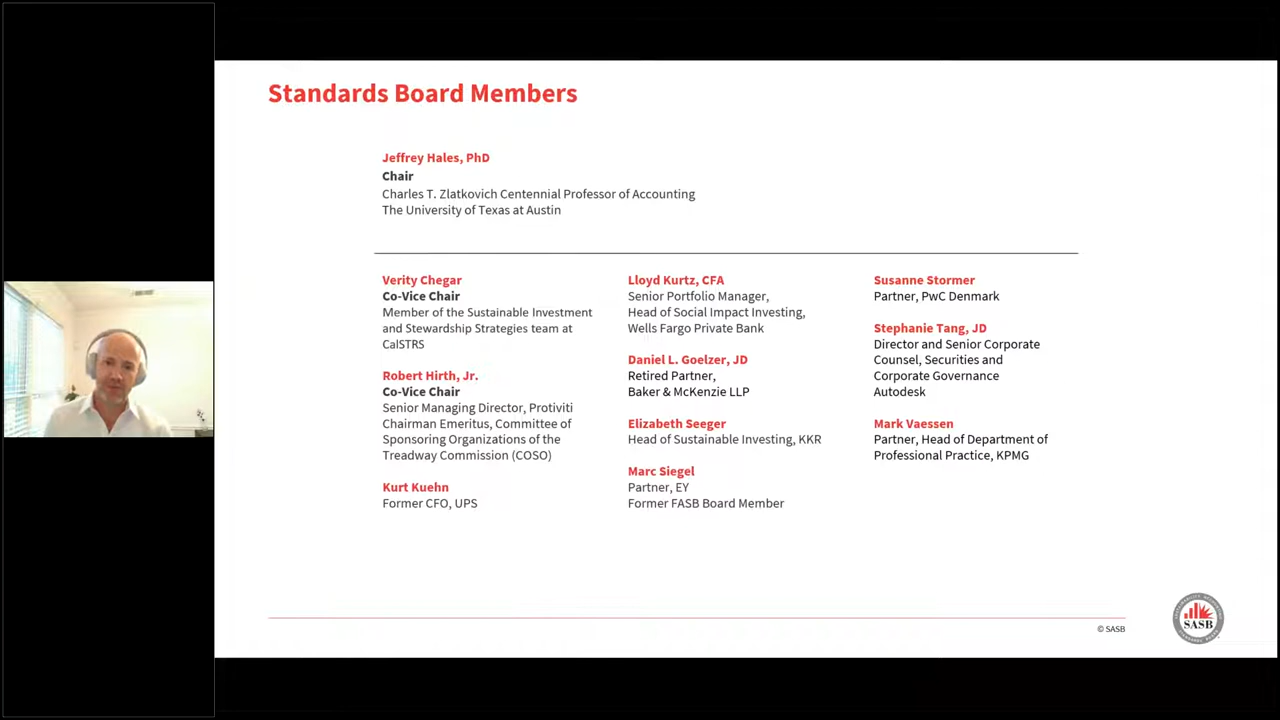 Standards Board Members
Jeffrey Hales, PhD
Chair
Charles T. Zlatkovich Centennial Professor of Accounting
The University of Texas at Austin
Verity Chegar
Co-Vice Chair
Member of the Sustainable Investment
and Stewardship Strategies team at
CalSTRS
Robert Hirth, Jr.
Co-Vice Chair
Senior Managing Director, Protiviti
Chairman Emeritus, Committee of
Sponsoring Organizations of the
Treadway Commission (COSO)
Kurt Kuehn
Former CFO, UPS
Lloyd Kurtz, CFA
Senior Portfolio Manager,
Head of Social Impact Investing,
Wells Fargo Private Bank
Daniel L. Goelzer, JD
Retired Partner,
Baker & McKenzie LLP
Elizabeth Seeger
Head of Sustainable Investing, KKR
Marc Siegel
Partner, EY
Former FASB Board Member
Susanne Stormer
Partner, PwC Denmark
Stephanie Tang, JD
Director and Senior Corporate
Counsel, Securities and
Corporate Governance
Autodesk
Mark Vaessen
Partner, Head of Department of
Professional Practice, KPMG
© SASB
SASB